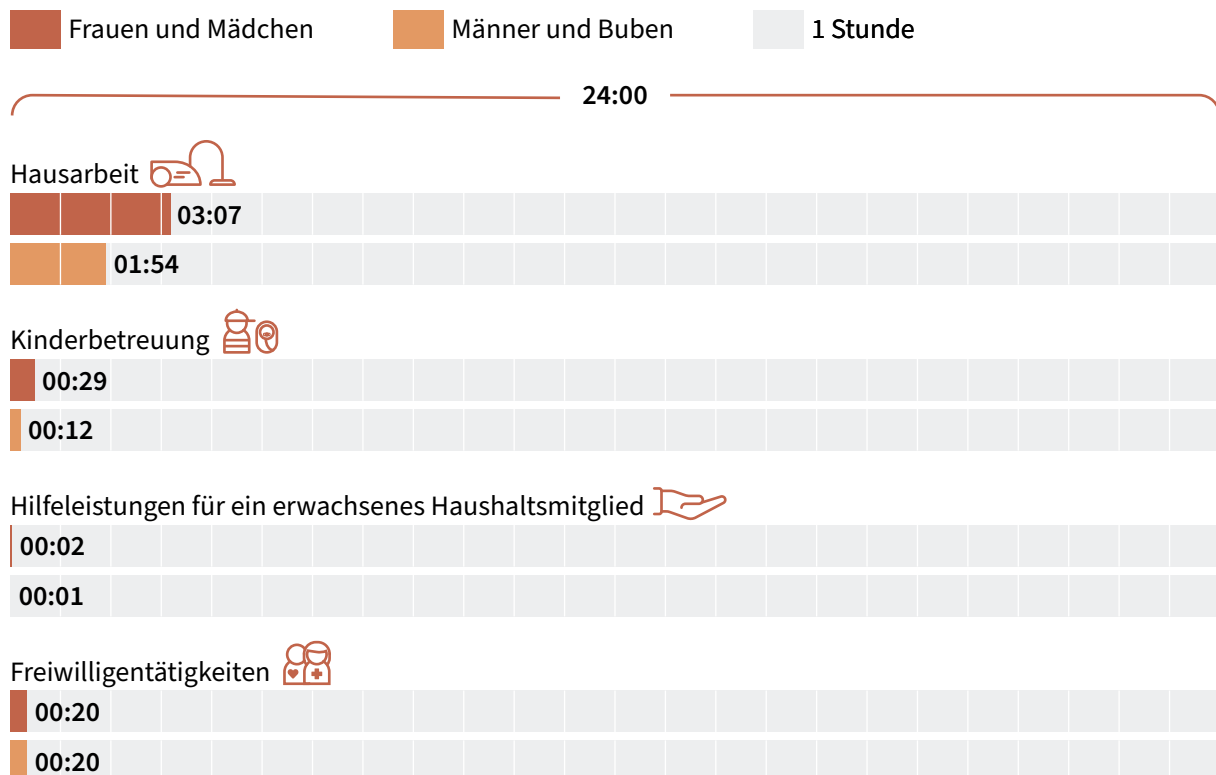 Frauen und Mädchen Männer und Buben 1 Stunde
24:00
Hausarbeit
03:07
01:54
Kinderbetreuung
00:29
00:12
Hilfeleistungen für ein erwachsenes Haushaltsmitglied
00:02
00:01
Freiwilligentätigkeiten
00:20
00:20